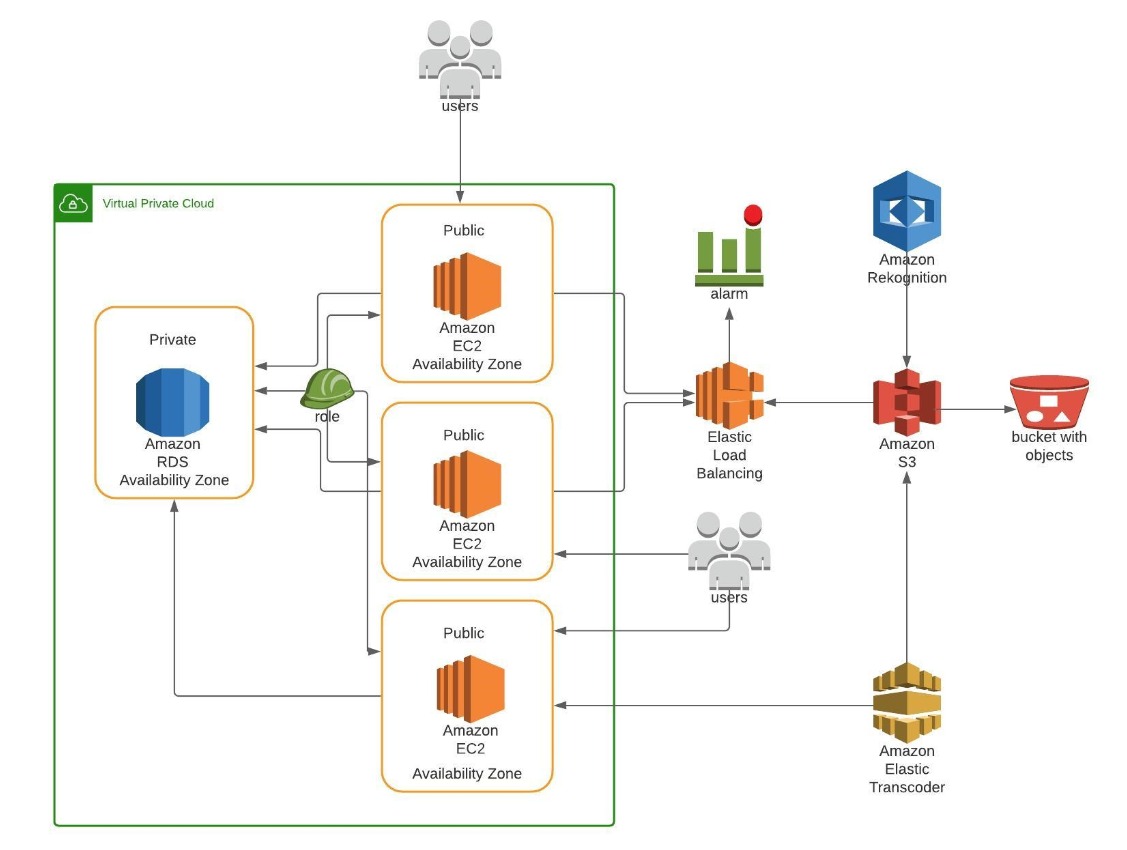 users
Virtual Private Cloud
Public
Amazon
EC2
Availability Zone
Private
Amazon
RDS
Availability Zone
role
Public
Amazon
EC2
Availability Zone
Public
Amazon
EC2
Availability Zone
alarm
Elastic
Load
Balancing
users
Amazon
Rekognition
Amazon
S3
bucket with
objects
Amazon
Elastic
Transcoder